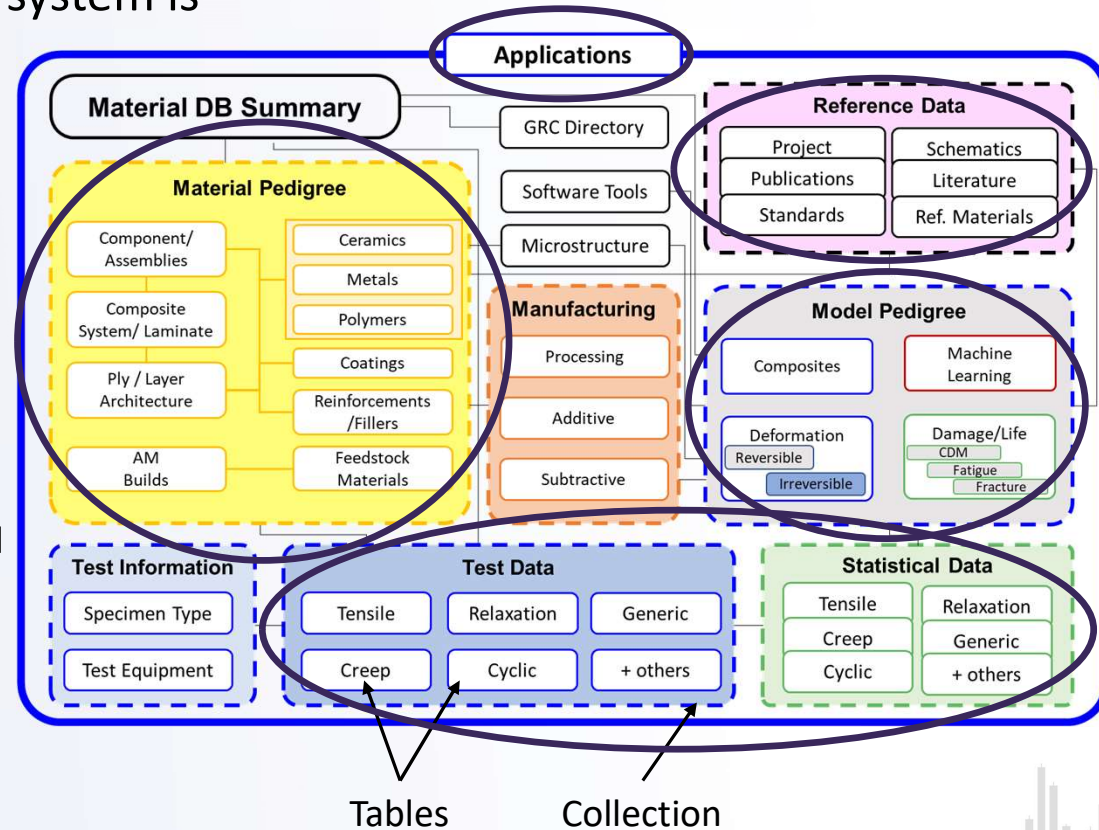 system is
Applications
Material DB Summary
GRC Directory
Software Tools
Microstructure
Reference Data
Project
Publications
Standards
Schematics
Literature
Ref. Materials
Material Pedigree
Component/
Assemblies
Composite
System/ Laminate
Ply / Layer
Architecture
AM
Builds
Ceramics
Metals
Polymers
Coatings
Reinforcements
/Fillers
Feedstock
Materials
Manufacturing
Processing
Additive
Subtractive
Model Pedigree
Composites
Machine
Learning
Deformation
Reversible
Irreversible
Damage/Life
CDM
Fatigue
Fracture
Test Information
Specimen Type
Test Equipment
Test Data
Tensile
Relaxation
Generic
Creep
Cyclic
+ others
Statistical Data
Tensile
Creep
Cyclic
Relaxation
Generic
+ others
Tables
Collection